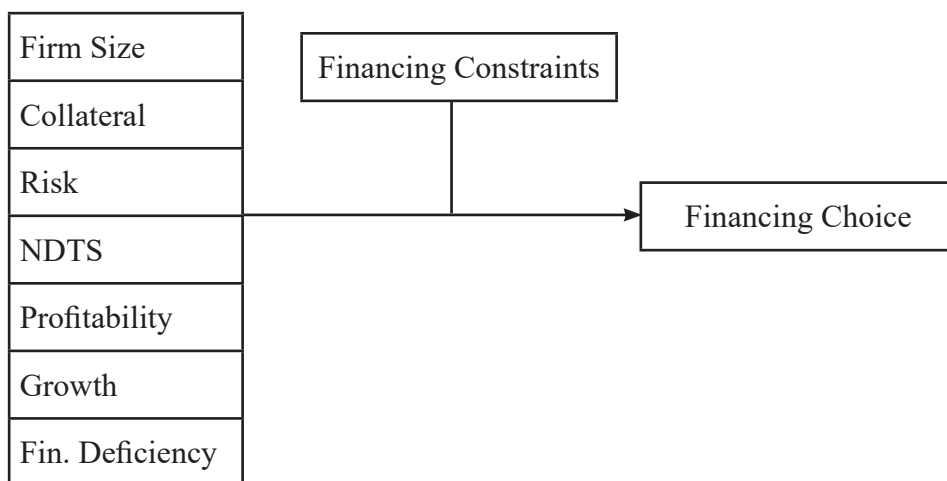 Firm Size
Financing Constraints
Collateral
Risk
Financing Choice
NDTS
Profitability
Growth
Fin. Deficiency